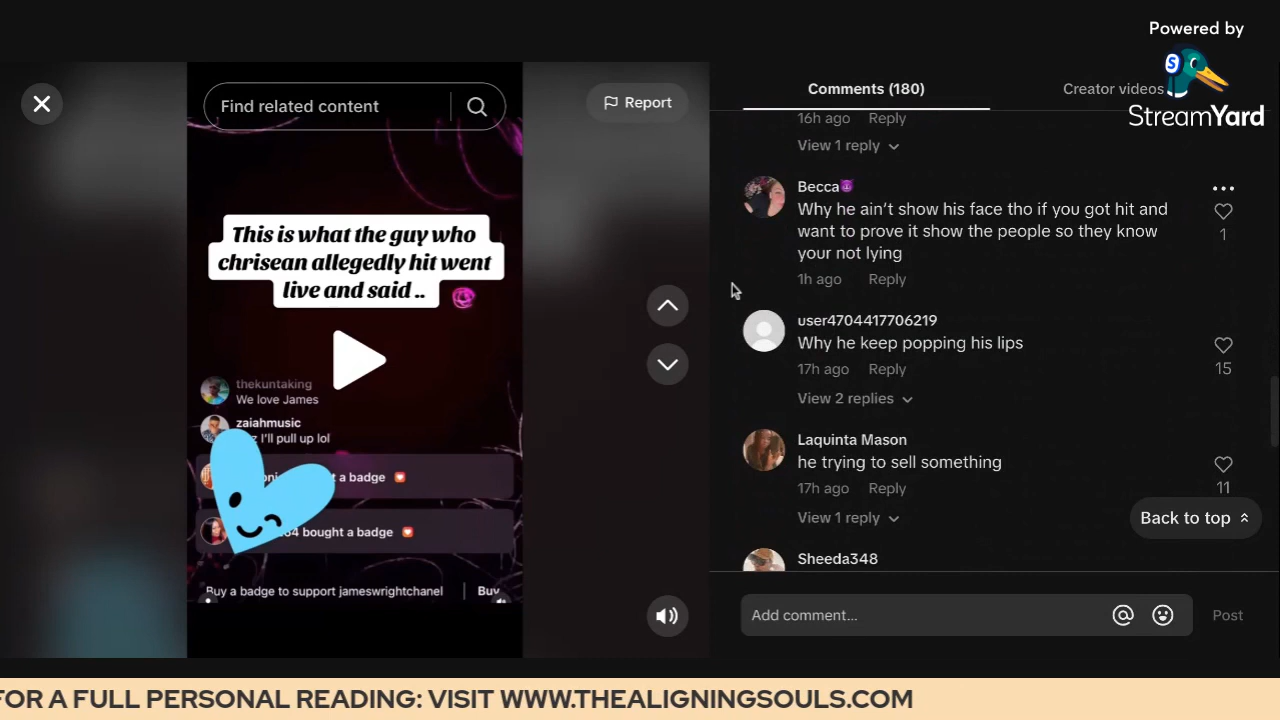 Powered by
StreamYard
Find related content
Report
This is what the guy who
chrisean allegedly hit went
live and said ..
thekuntaking
We love James
zaiahmusic
I'll pull up lol
t a badge
64 bought a badge
Buy a badge to support jameswrightchanel
Buy
Comments (180)
Creator videos
16h ago Reply
View 1 reply
Becca
Why he ain't show his face tho if you got hit and
want to prove it show the people so they know
your not lying
1
1h ago Reply
user4704417706219
Why he keep popping his lips
15
17h ago Reply
View 2 replies
Laquinta Mason
he trying to sell something
11
17h ago Reply
View 1 reply
Back to top
Sheeda348
Add comment...
Post
FOR A FULL PERSONAL READING: VISIT WWW.THEALIGNINGSOULS.COM